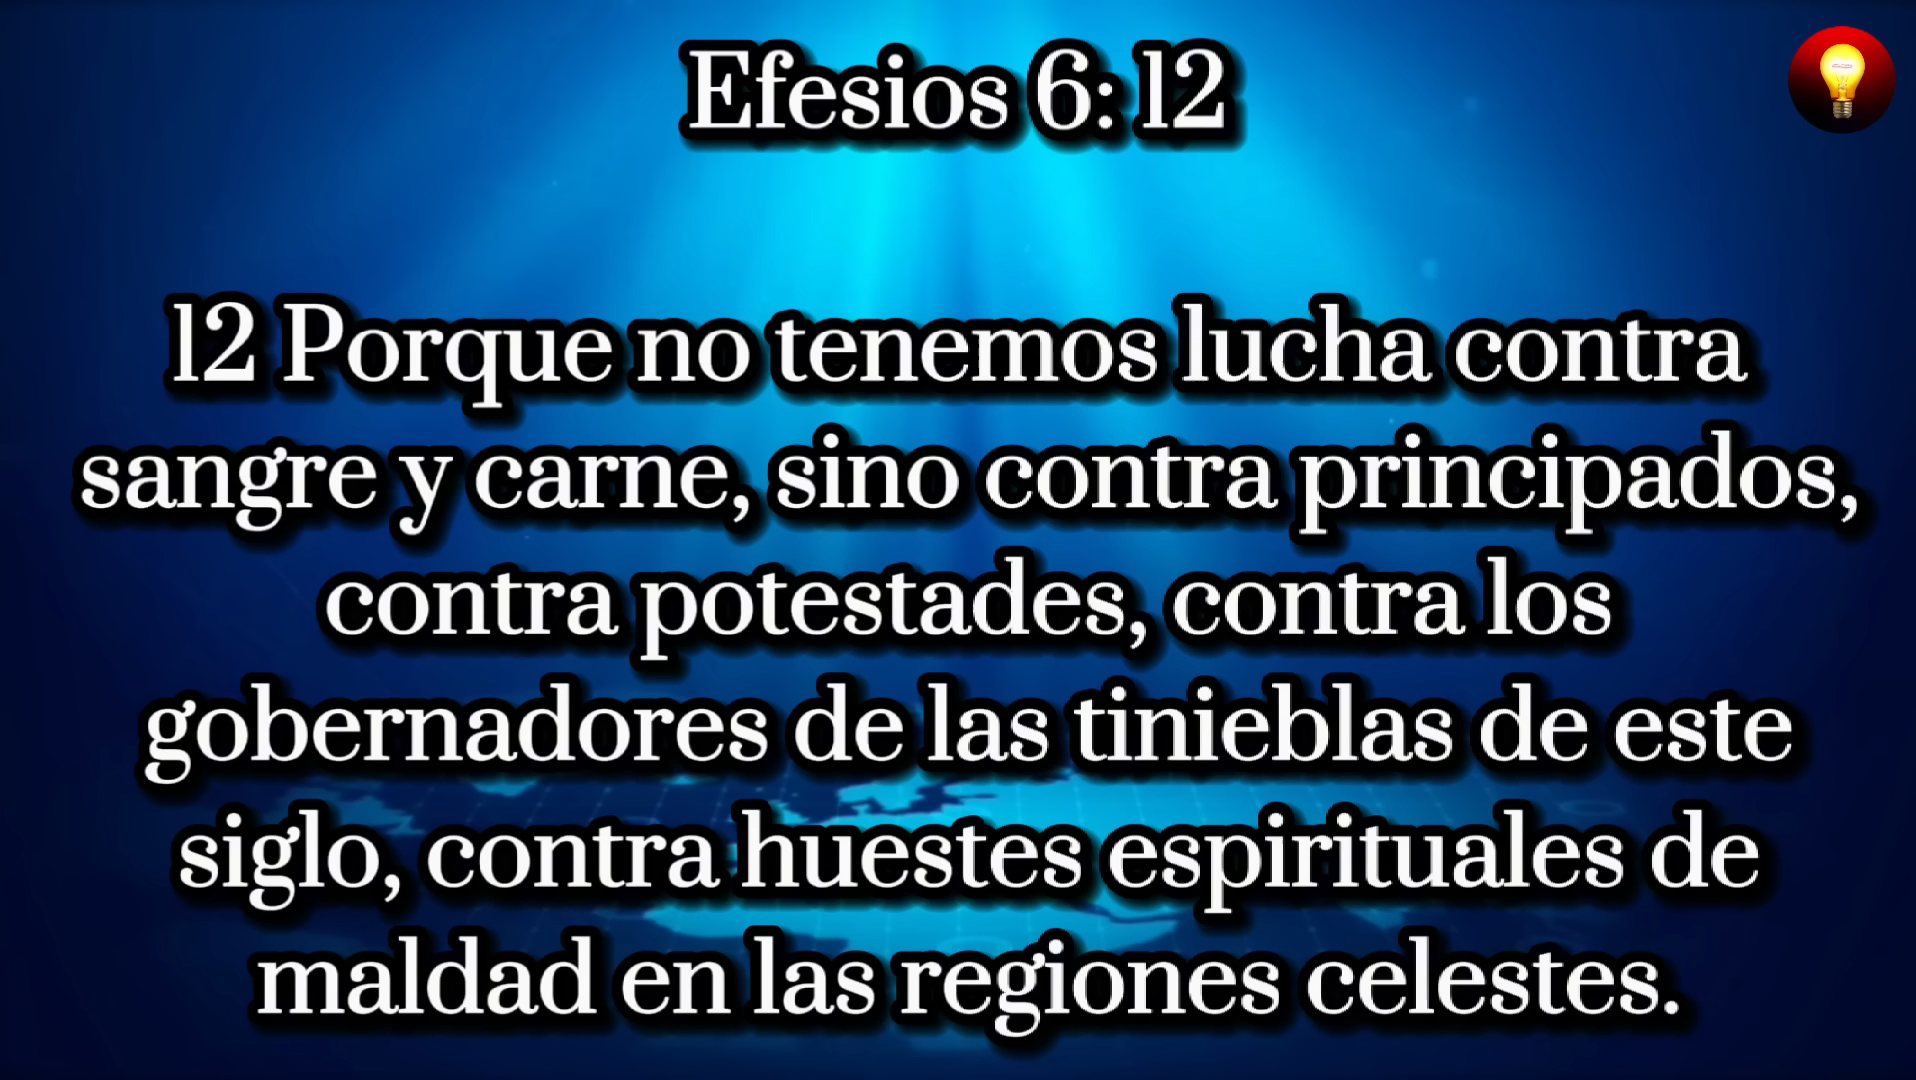 Efesios 6: 12
12 Porque no tenemos lucha contra
sangre y carne, sino contra principados,
contra potestades, contra los
gobernadores de las tinieblas de este
siglo, contra huestes espirituales de
maldad en las regiones celestes.